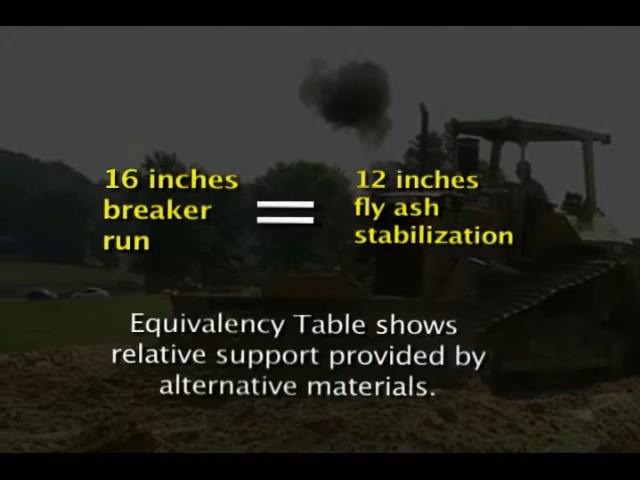 16 inches
breaker
run
=
12 inches
fly ash
stabilization
Equivalency Table shows
relative support provided by
alternative materials.